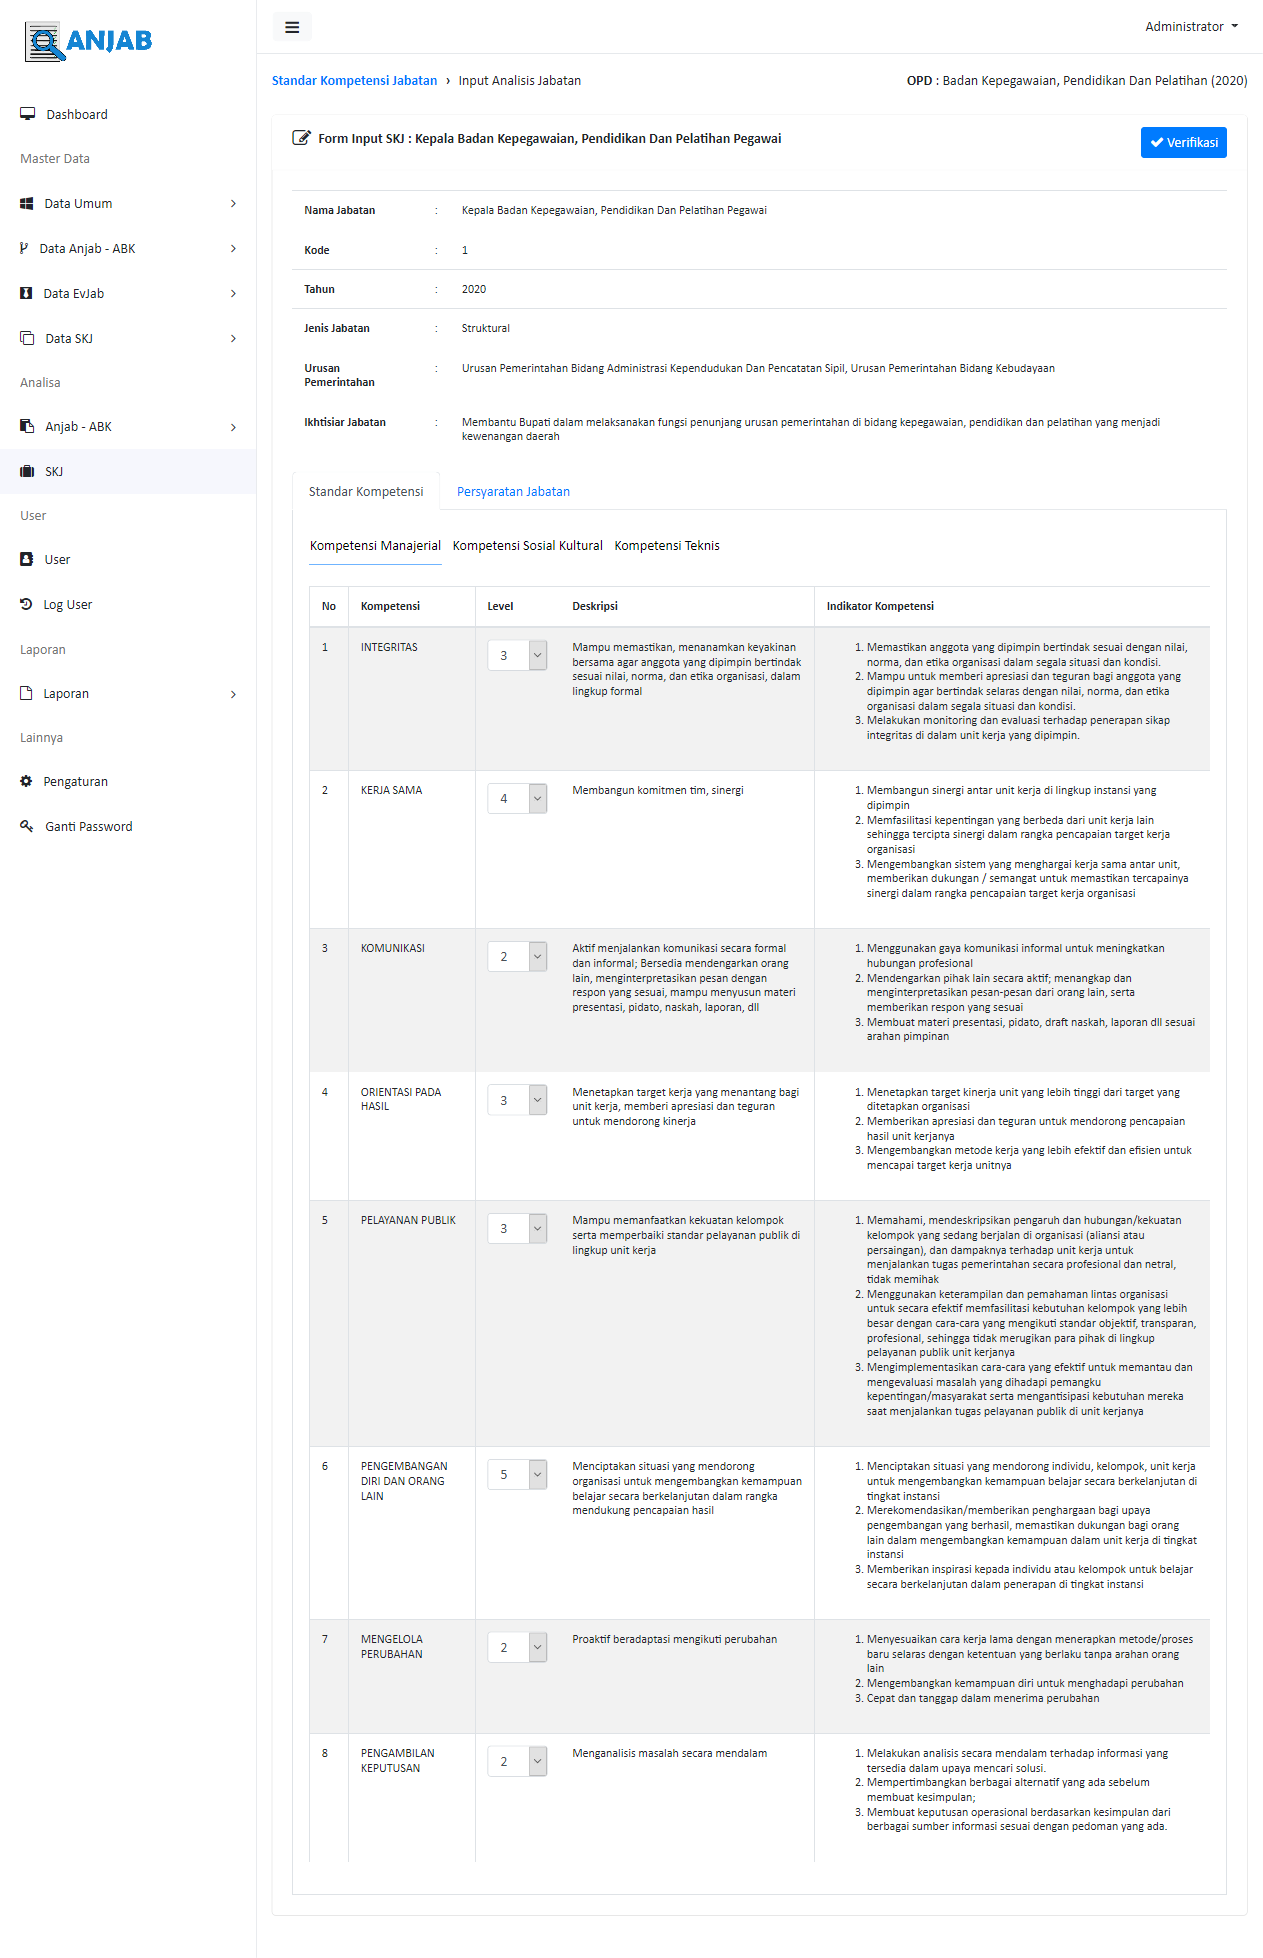 ANJAB
Administrator
Standar Kompetensi Jabatan › Input Analisis Jabatan
OPD : Badan Kepegawaian, Pendidikan Dan Pelatihan (2020)
Dashboard
Master Data
Data Umum
Data Anjab - ABK
Data EvJab
Data SKJ
Analisa
Anjab - ABK
SKJ
User
User
Log User
Laporan
Laporan
Lainnya
Pengaturan
Ganti Password
Form Input SKJ : Kepala Badan Kepegawaian, Pendidikan Dan Pelatihan Pegawai
Verifikasi
Nama Jabatan : Kepala Badan Kepegawaian, Pendidikan Dan Pelatihan Pegawai
Kode : 1
Tahun : 2020
Jenis Jabatan : Struktural
Urusan
Pemerintahan
: Urusan Pemerintahan Bidang Administrasi Kependudukan Dan Pencatatan Sipil, Urusan Pemerintahan Bidang Kebudayaan
Ikhtisiar Jabatan : Membantu Bupati dalam melaksanakan fungsi penunjang urusan pemerintahan di bidang kepegawaian, pendidikan dan pelatihan yang menjadi
kewenangan daerah
Standar Kompetensi Persyaratan Jabatan
Kompetensi Manajerial Kompetensi Sosial Kultural Kompetensi Teknis
No Kompetensi Level Deskripsi Indikator Kompetensi
1 INTEGRITAS 3
Mampu memastikan, menanamkan keyakinan
bersama agar anggota yang dipimpin bertindak
sesuai nilai, norma, dan etika organisasi, dalam
lingkup formal
1. Memastikan anggota yang dipimpin bertindak sesuai dengan nilai,
norma, dan etika organisasi dalam segala situasi dan kondisi.
2. Mampu untuk memberi apresiasi dan teguran bagi anggota yang
dipimpin agar bertindak selaras dengan nilai, norma, dan etika
organisasi dalam segala situasi dan kondisi.
3. Melakukan monitoring dan evaluasi terhadap penerapan sikap
integritas di dalam unit kerja yang dipimpin.
2 KERJA SAMA 4
Membangun komitmen tim, sinergi
1. Membangun sinergi antar unit kerja di lingkup instansi yang
dipimpin
2. Memfasilitasi kepentingan yang berbeda dari unit kerja lain
sehingga tercipta sinergi dalam rangka pencapaian target kerja
organisasi
3. Mengembangkan sistem yang menghargai kerja sama antar unit,
memberikan dukungan / semangat untuk memastikan tercapainya
sinergi dalam rangka pencapaian target kerja organisasi
3 KOMUNIKASI 2
Aktif menjalankan komunikasi secara formal
dan informal; Bersedia mendengarkan orang
lain, menginterpretasikan pesan dengan
respon yang sesuai, mampu menyusun materi
presentasi, pidato, naskah, laporan, dll
1. Menggunakan gaya komunikasi informal untuk meningkatkan
hubungan profesional
2. Mendengarkan pihak lain secara aktif; menangkap dan
menginterpretasikan pesan-pesan dari orang lain, serta
memberikan respon yang sesuai
3. Membuat materi presentasi, pidato, draft naskah, laporan dll sesuai
arahan pimpinan
4 ORIENTASI PADA
HASIL
3
Menetapkan target kerja yang menantang bagi
unit kerja, memberi apresiasi dan teguran
untuk mendorong kinerja
1. Menetapkan target kinerja unit yang lebih tinggi dari target yang
ditetapkan organisasi
2. Memberikan apresiasi dan teguran untuk mendorong pencapaian
hasil unit kerjanya
3. Mengembangkan metode kerja yang lebih efektif dan efisien untuk
mencapai target kerja unitnya
5 PELAYANAN PUBLIK 3
Mampu memanfaatkan kekuatan kelompok
serta memperbaiki standar pelayanan publik di
lingkup unit kerja
1. Memahami, mendeskripsikan pengaruh dan hubungan/kekuatan
kelompok yang sedang berjalan di organisasi (aliansi atau
persaingan), dan dampaknya terhadap unit kerja untuk
menjalankan tugas pemerintahan secara profesional dan netral,
tidak memihak
2. Menggunakan keterampilan dan pemahaman lintas organisasi
untuk secara efektif memfasilitasi kebutuhan kelompok yang lebih
besar dengan cara-cara yang mengikuti standar objektif, transparan,
profesional, sehingga tidak merugikan para pihak di lingkup
pelayanan publik unit kerjanya
3. Mengimplementasikan cara-cara yang efektif untuk memantau dan
mengevaluasi masalah yang dihadapi pemangku
kepentingan/masyarakat serta mengantisipasi kebutuhan mereka
saat menjalankan tugas pelayanan publik di unit kerjanya
6 PENGEMBANGAN
DIRI DAN ORANG
LAIN
5
Menciptakan situasi yang mendorong
organisasi untuk mengembangkan kemampuan
belajar secara berkelanjutan dalam rangka
mendukung pencapaian hasil
1. Menciptakan situasi yang mendorong individu, kelompok, unit kerja
untuk mengembangkan kemampuan belajar secara berkelanjutan di
tingkat instansi
2. Merekomendasikan/memberikan penghargaan bagi upaya
pengembangan yang berhasil, memastikan dukungan bagi orang
lain dalam mengembangkan kemampuan dalam unit kerja di tingkat
instansi
3. Memberikan inspirasi kepada individu atau kelompok untuk belajar
secara berkelanjutan dalam penerapan di tingkat instansi
7 MENGELOLA
PERUBAHAN
2
Proaktif beradaptasi mengikuti perubahan
1. Menyesuaikan cara kerja lama dengan menerapkan metode/proses
baru selaras dengan ketentuan yang berlaku tanpa arahan orang
lain
2. Mengembangkan kemampuan diri untuk menghadapi perubahan
3. Cepat dan tanggap dalam menerima perubahan
8 PENGAMBILAN
KEPUTUSAN
2
Menganalisis masalah secara mendalam
1. Melakukan analisis secara mendalam terhadap informasi yang
tersedia dalam upaya mencari solusi.
2. Mempertimbangkan berbagai alternatif yang ada sebelum
membuat kesimpulan;
3. Membuat keputusan operasional berdasarkan kesimpulan dari
berbagai sumber informasi sesuai dengan pedoman yang ada.